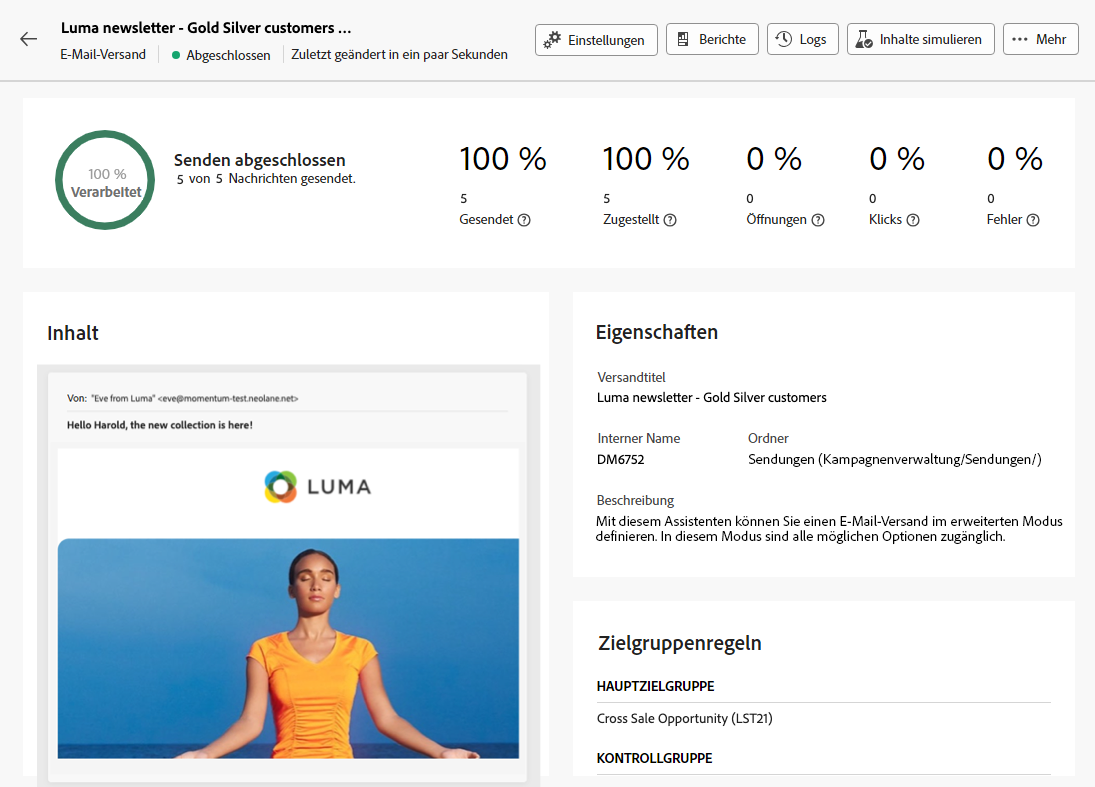 Luma newsletter - Gold Silver customers ...
E-Mail-Versand
Abgeschlossen
Zuletzt geändert in ein paar Sekunden
Einstellungen
Berichte
Logs
Inhalte simulieren
Mehr
100 %
Verarbeitet
Senden abgeschlossen
5 von 5 Nachrichten gesendet.
100 %
5
Gesendet
100 %
5
Zugestellt
0 %
0
Öffnungen
0 %
0
Klicks
0 %
0
Fehler
Inhalt
Von: "Eve from Luma" <eve@momentum-test.neolane.net>
Hello Harold, the new collection is here!
LUMA
Eigenschaften
Versandtitel
Luma newsletter - Gold Silver customers
Interner Name
DM6752
Ordner
Sendungen (Kampagnenverwaltung/Sendungen/)
Beschreibung
Mit diesem Assistenten können Sie einen E-Mail-Versand im erweiterten Modus
definieren. In diesem Modus sind alle möglichen Optionen zugänglich.
Zielgruppenregeln
HAUPTZIELGRUPPE
Cross Sale Opportunity (LST21)
KONTROLLGRUPPE